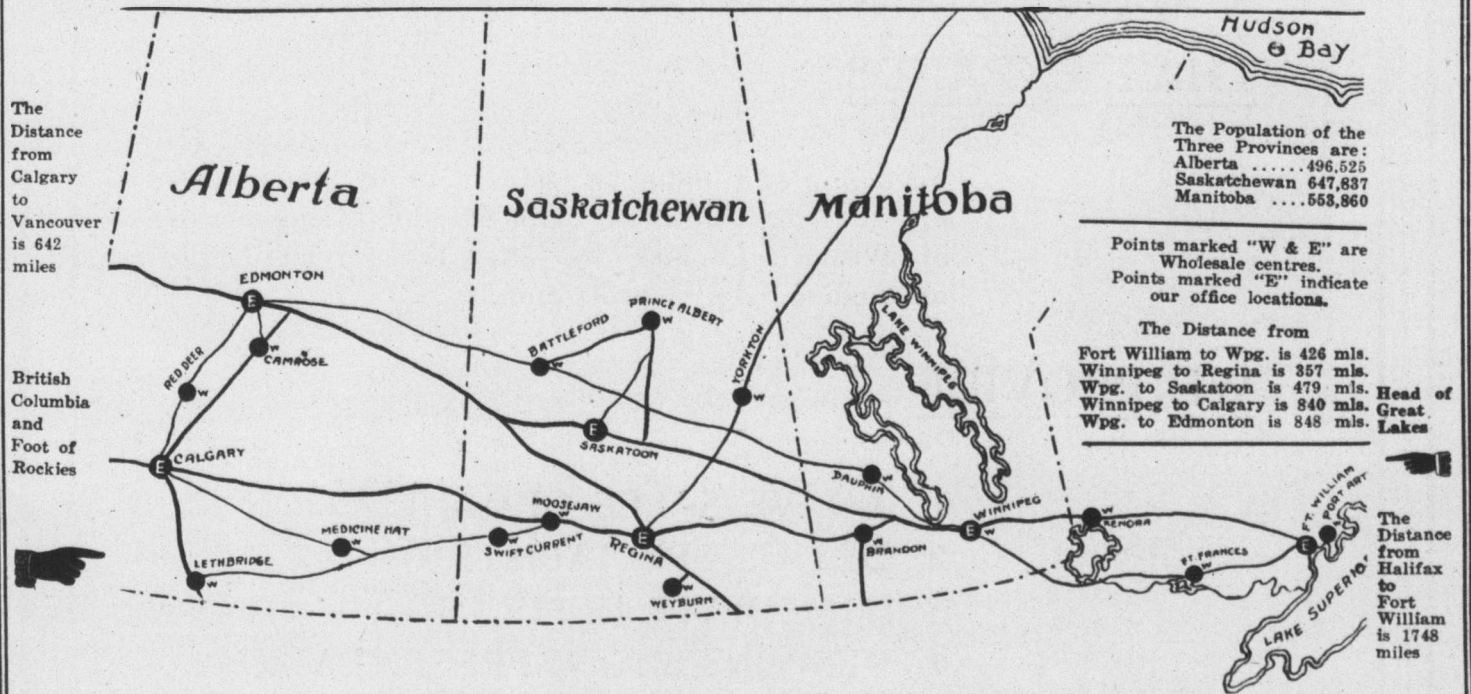 Hudson
Bay
The
Distance
from
Calgary
to
Vancouver
is 642
miles
The Population of the
Three Provinces are:
Alberta ......496,525
Saskatchewan 647,837
Manitoba ....553,860
Alberta
Saskatchewan
Manitoba
Points marked "W & E" are
Wholesale centres.
Points marked "E" indicate
our office locations.
The Distance from
Fort William to Wpg. is 426 mls.
Winnipeg to Regina is 357 mls.
Wpg. to Saskatoon is 479 mls.
Winnipeg to Calgary is 840 mls.
Wpg. to Edmonton is 848 mls.
Head of
Great
Lakes
British
Columbia
and
Foot of
Rockies
EDMONTON
E
CAMROSE
W
RED DEER
W
E
CALGARY
BATTLEFORD
W
PRINCE ALBERT
W
YORKTON
W
LAKE WINNIPEG
E
SASKATOON
DAUPHIN
W
MEDICINE HAT
W
LETHBRIDGE
W
MOOSEJAW
W
SWIFT CURRENT
W
E
REGINA
WEYBURN
W
BRANDON
W
WINNIPEG
E
W
KENORA
W
FT. FRANCES
W
FT. WILLIAM
E
PORT ART
LAKE SUPERIO
The
Distance
from
Halifax
to
Fort
William
is 1748
miles